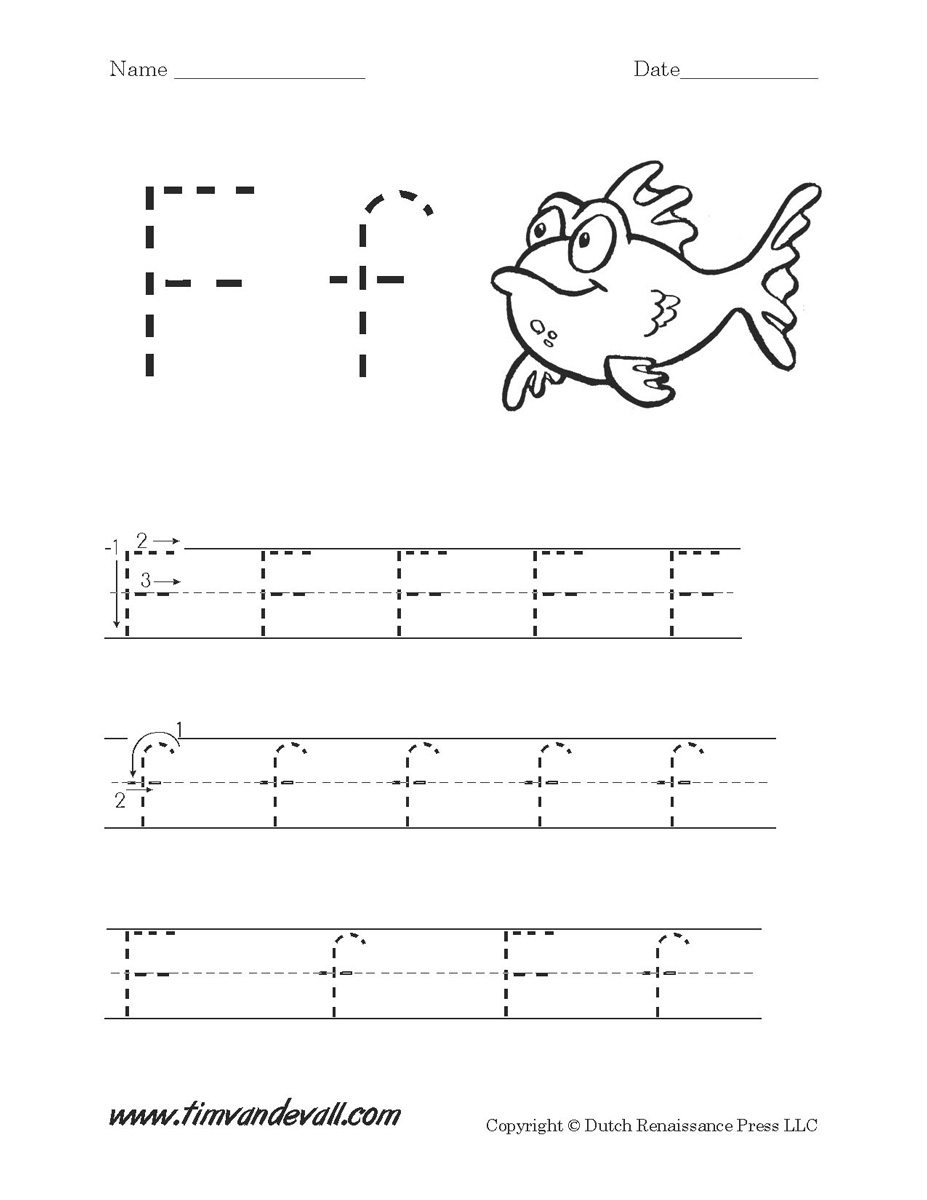 Name ________________ Date____________
F f
1 2 3 F F F F F
1 2 f f f f f
F f F f
www.timvandevall.com
Copyright © Dutch Renaissance Press LLC